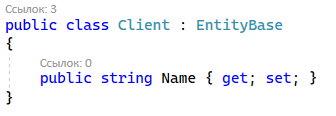 Ссылок: 3
public class Client : EntityBase
{
Ссылок: 0
public string Name { get; set; }
}